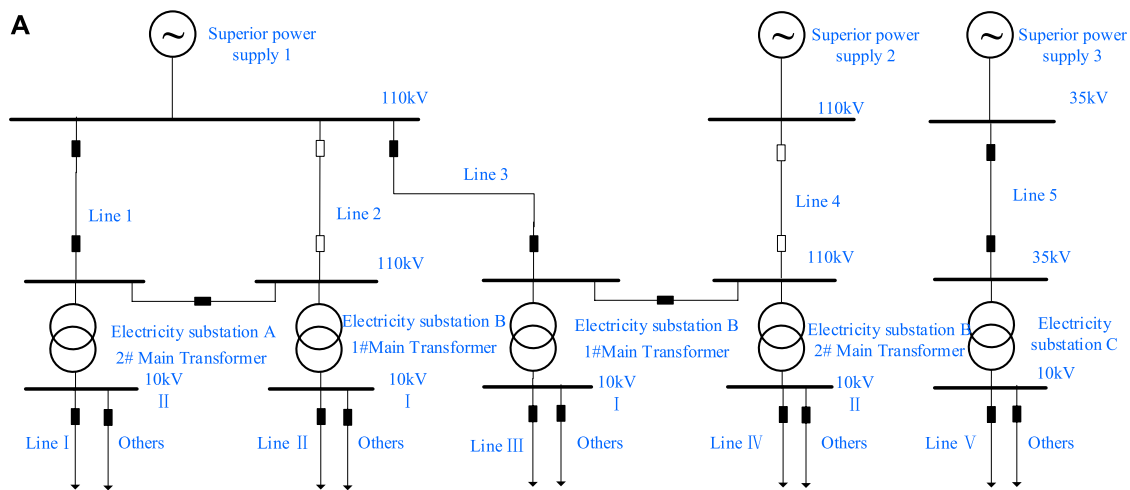 A
Superior power
supply 1
Superior power
supply 2
Superior power
supply 3
110kV
110kV
35kV
Line 1
Line 2
Line 3
Line 4
Line 5
110kV
110kV
35kV
Electricity substation A
2# Main Transformer
Electricity substation B
1#Main Transformer
Electricity substation B
1#Main Transformer
Electricity substation B
2# Main Transformer
Electricity
substation C
10kV
II
10kV
I
10kV
I
10kV
II
10kV
Line I
Others
Line II
Others
Line III
Others
Line IV
Others
Line V
Others